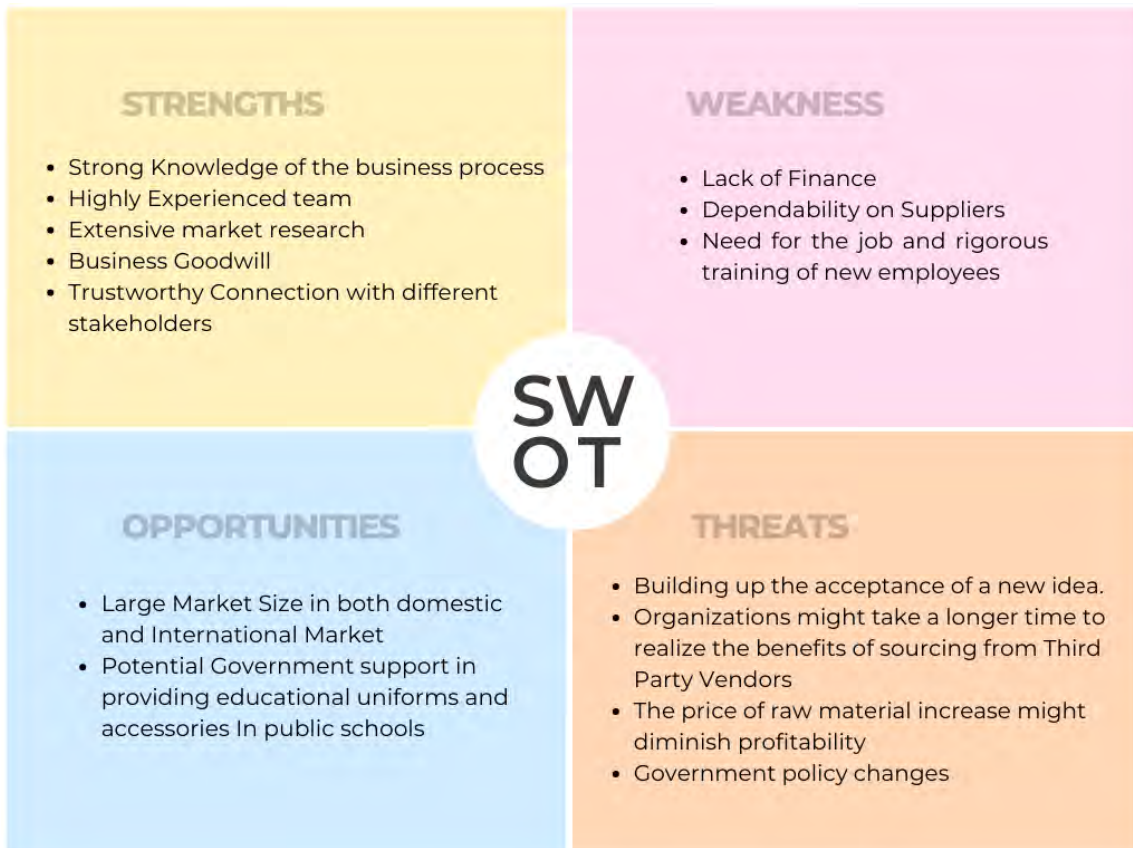 STRENGTHS
• Strong Knowledge of the business process
• Highly Experienced team
• Extensive market research
• Business Goodwill
• Trustworthy Connection with different
stakeholders
WEAKNESS
• Lack of Finance
• Dependability on Suppliers
• Need for the job and rigorous
training of new employees
SW
OT
OPPORTUNITIES
• Large Market Size in both domestic
and International Market
• Potential Government support in
providing educational uniforms and
accessories In public schools
THREATS
• Building up the acceptance of a new idea.
• Organizations might take a longer time to
realize the benefits of sourcing from Third
Party Vendors
• The price of raw material increase might
diminish profitability
• Government policy changes